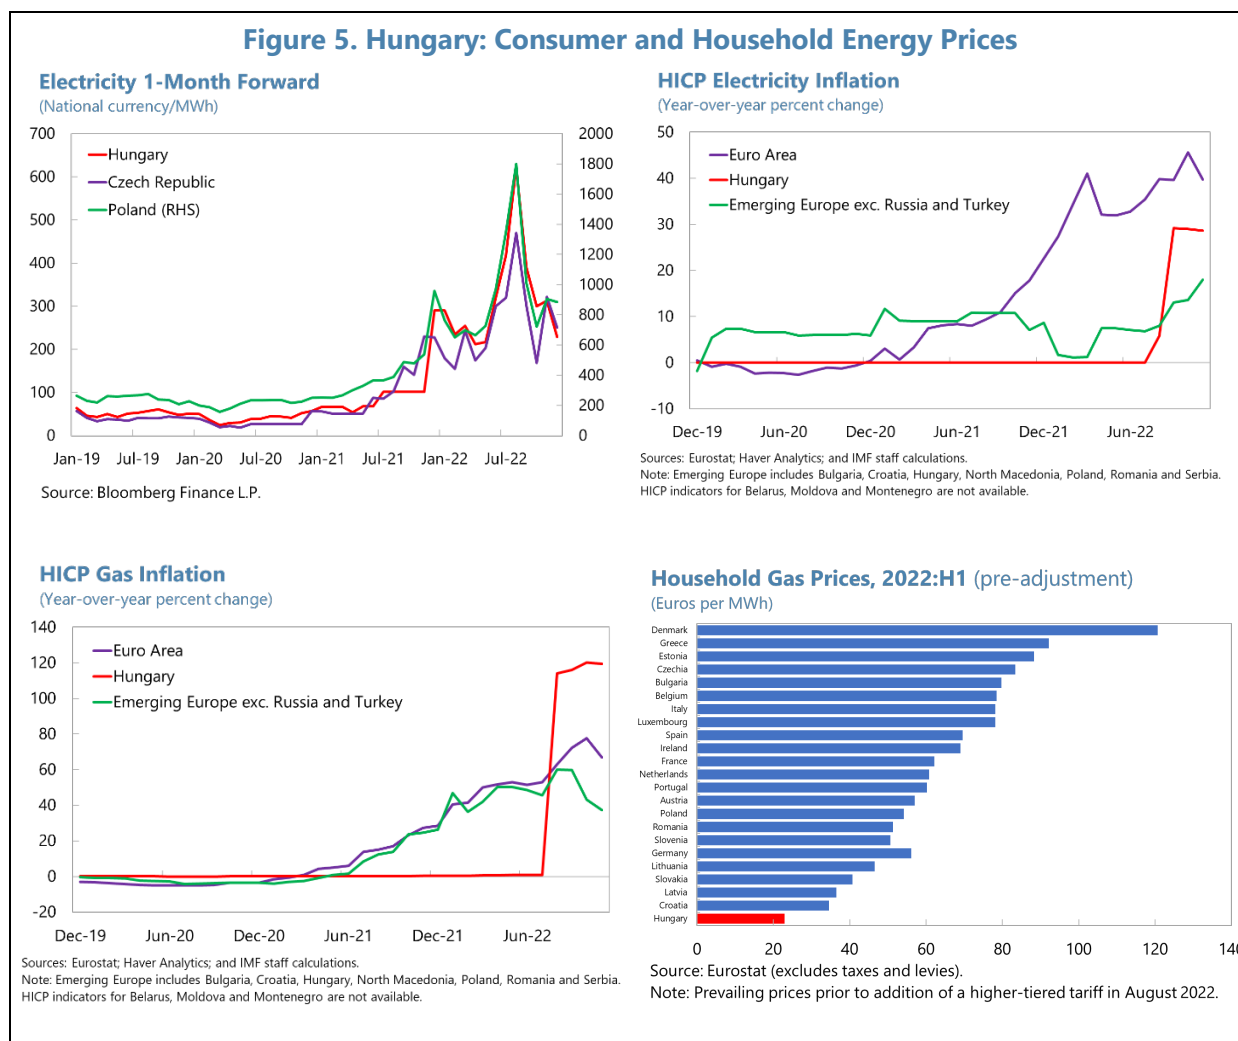 Figure 5. Hungary: Consumer and Household Energy Prices
Electricity 1-Month Forward
(National currency/MWh)
700
600
500
400
300
200
100
0
2000
1800
1600
1400
1200
1000
800
600
400
200
0
Hungary
Czech Republic
Poland (RHS)
Jan-19 Jul-19 Jan-20 Jul-20 Jan-21 Jul-21 Jan-22 Jul-22
Source: Bloomberg Finance L.P.
HICP Electricity Inflation
(Year-over-year percent change)
50
40
30
20
10
0
-10
Euro Area
Hungary
Emerging Europe exc. Russia and Turkey
Dec-19 Jun-20 Dec-20 Jun-21 Dec-21 Jun-22
Sources: Eurostat; Haver Analytics; and IMF staff calculations.
Note: Emerging Europe includes Bulgaria, Croatia, Hungary, North Macedonia, Poland, Romania and Serbia.
HICP indicators for Belarus, Moldova and Montenegro are not available.
HICP Gas Inflation
(Year-over-year percent change)
140
120
100
80
60
40
20
0
-20
Euro Area
Hungary
Emerging Europe exc. Russia and Turkey
Dec-19 Jun-20 Dec-20 Jun-21 Dec-21 Jun-22
Sources: Eurostat; Haver Analytics; and IMF staff calculations.
Note: Emerging Europe includes Bulgaria, Croatia, Hungary, North Macedonia, Poland, Romania and Serbia.
HICP indicators for Belarus, Moldova and Montenegro are not available.
Household Gas Prices, 2022:H1 (pre-adjustment)
(Euros per MWh)
Denmark
Greece
Estonia
Czechia
Bulgaria
Belgium
Italy
Luxembourg
Spain
Ireland
France
Netherlands
Portugal
Austria
Poland
Romania
Slovenia
Germany
Lithuania
Slovakia
Latvia
Croatia
Hungary
0 20 40 60 80 100 120 140
Source: Eurostat (excludes taxes and levies).
Note: Prevailing prices prior to addition of a higher-tiered tariff in August 2022.